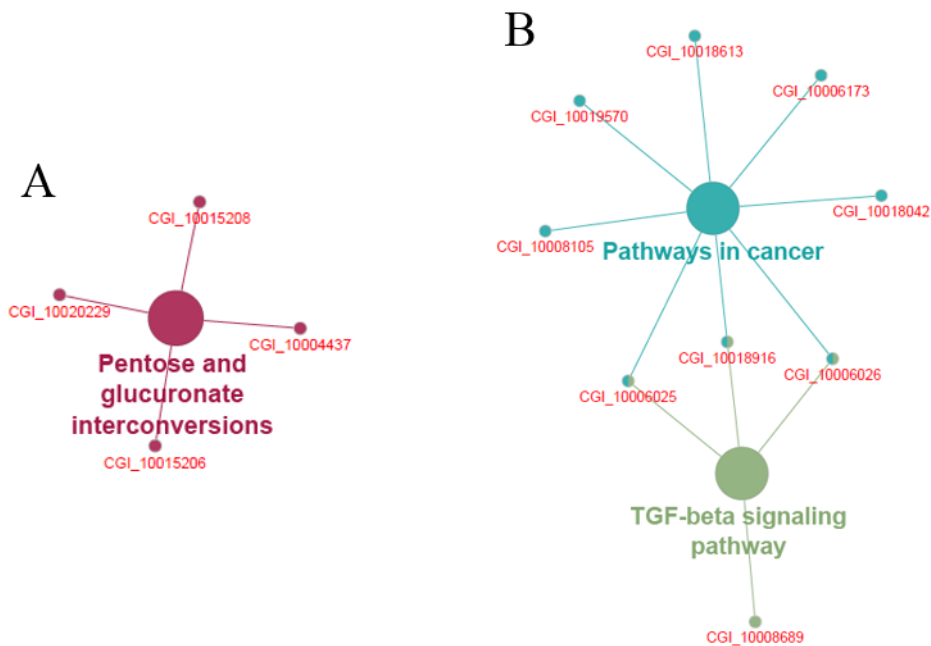 A
CGI_10015208
CGI_10020229
CGI_10004437
Pentose and
glucuronate
interconversions
CGI_10015206
B
CGI_10018613
CGI_10006173
CGI_10019570
CGI_10018042
CGI_10008105
Pathways in cancer
CGI_10018916
CGI_10006026
CGI_10006025
TGF-beta signaling
pathway
CGI_10008689